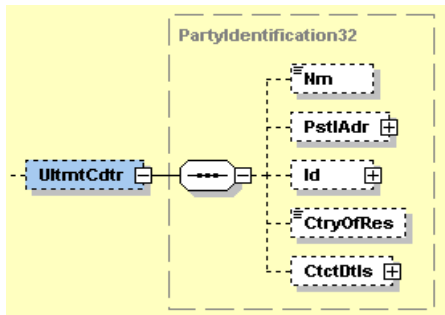 PartyIdentification32
Nm
PstlAdr
UltmtCdtr
Id
CtryOfRes
CtctDtls